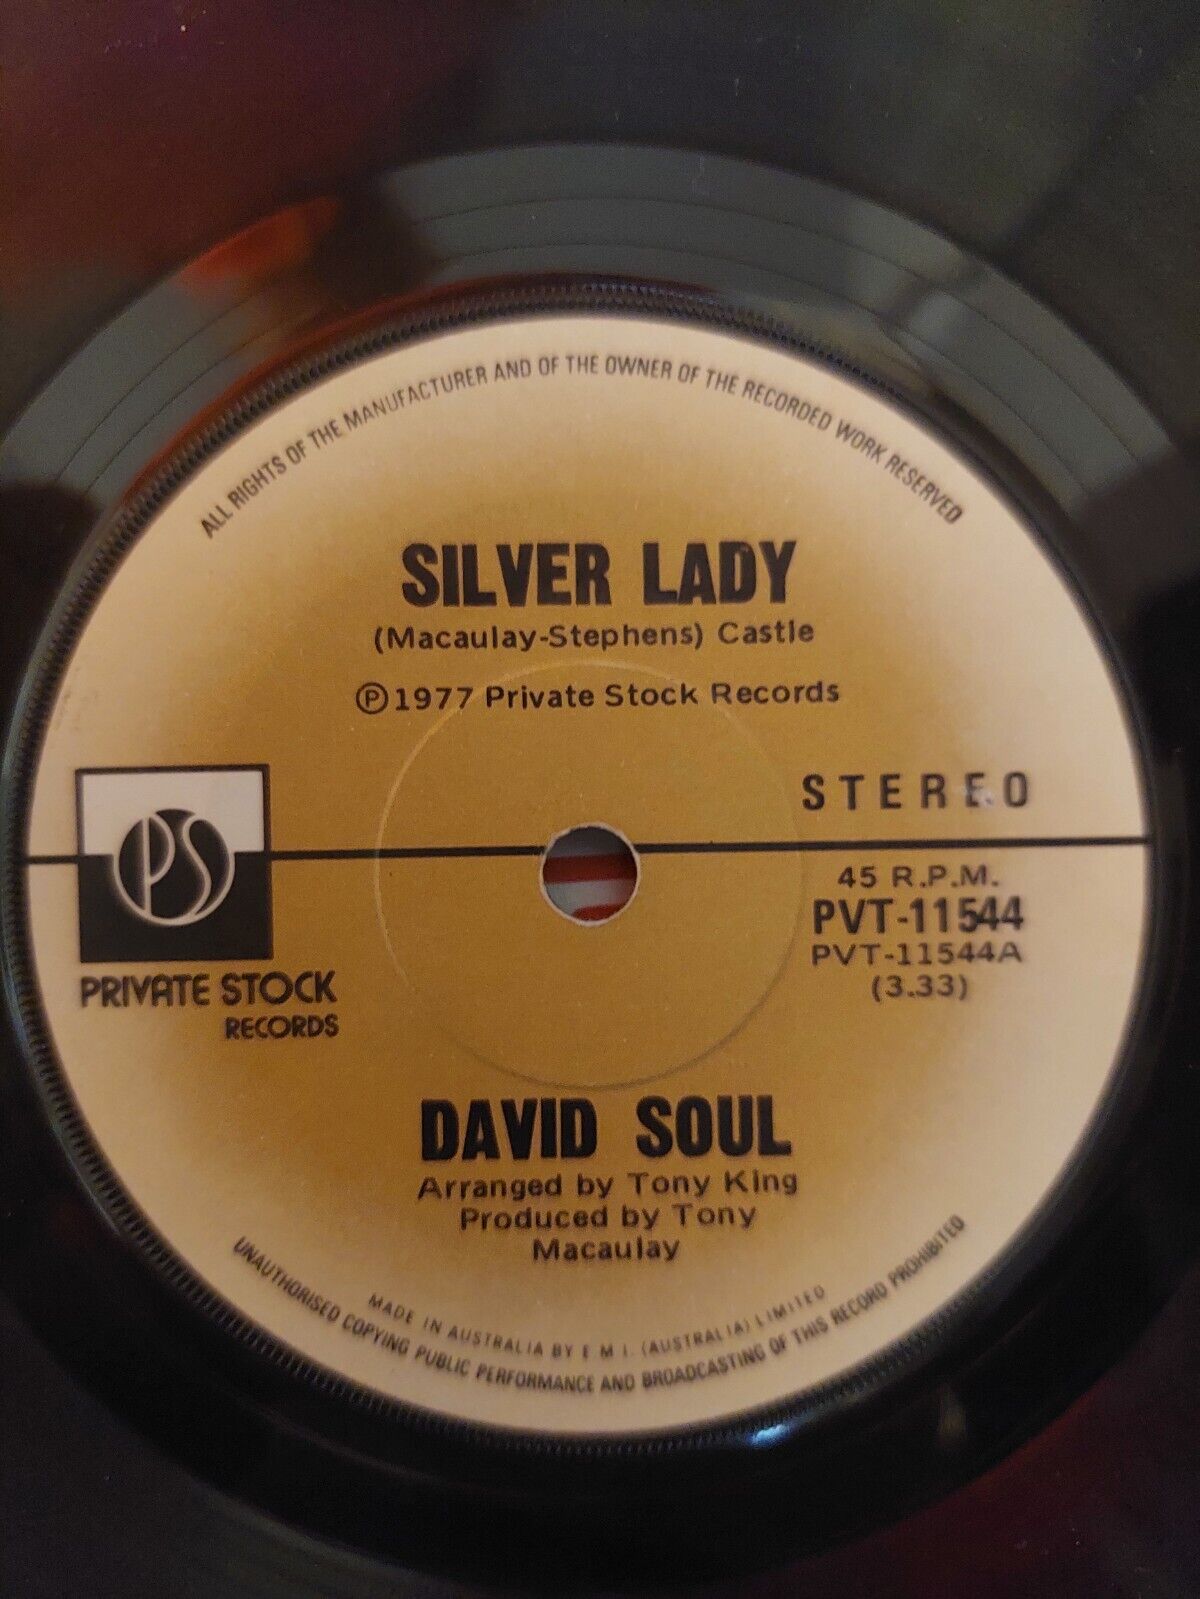 ALL RIGHTS OF THE MANUFACTURER AND OF THE OWNER OF THE RECORDED WORK RESERVED
SILVER LADY
(Macaulay-Stephens) Castle
Ⓟ1977 Private Stock Records
STEREO
PS
45 R.P.M.
PVT-11544
PVT-11544A
(3.33)
PRIVATE STOCK
RECORDS
DAVID SOUL
Arranged by Tony King
Produced by Tony
Macaulay
MADE IN AUSTRALIA BY E M I. (AUSTRALIA) LIMITED
UNAUTHORISED COPYING PUBLIC PERFORMANCE AND BROADCASTING OF THIS RECORD PROHIBITED